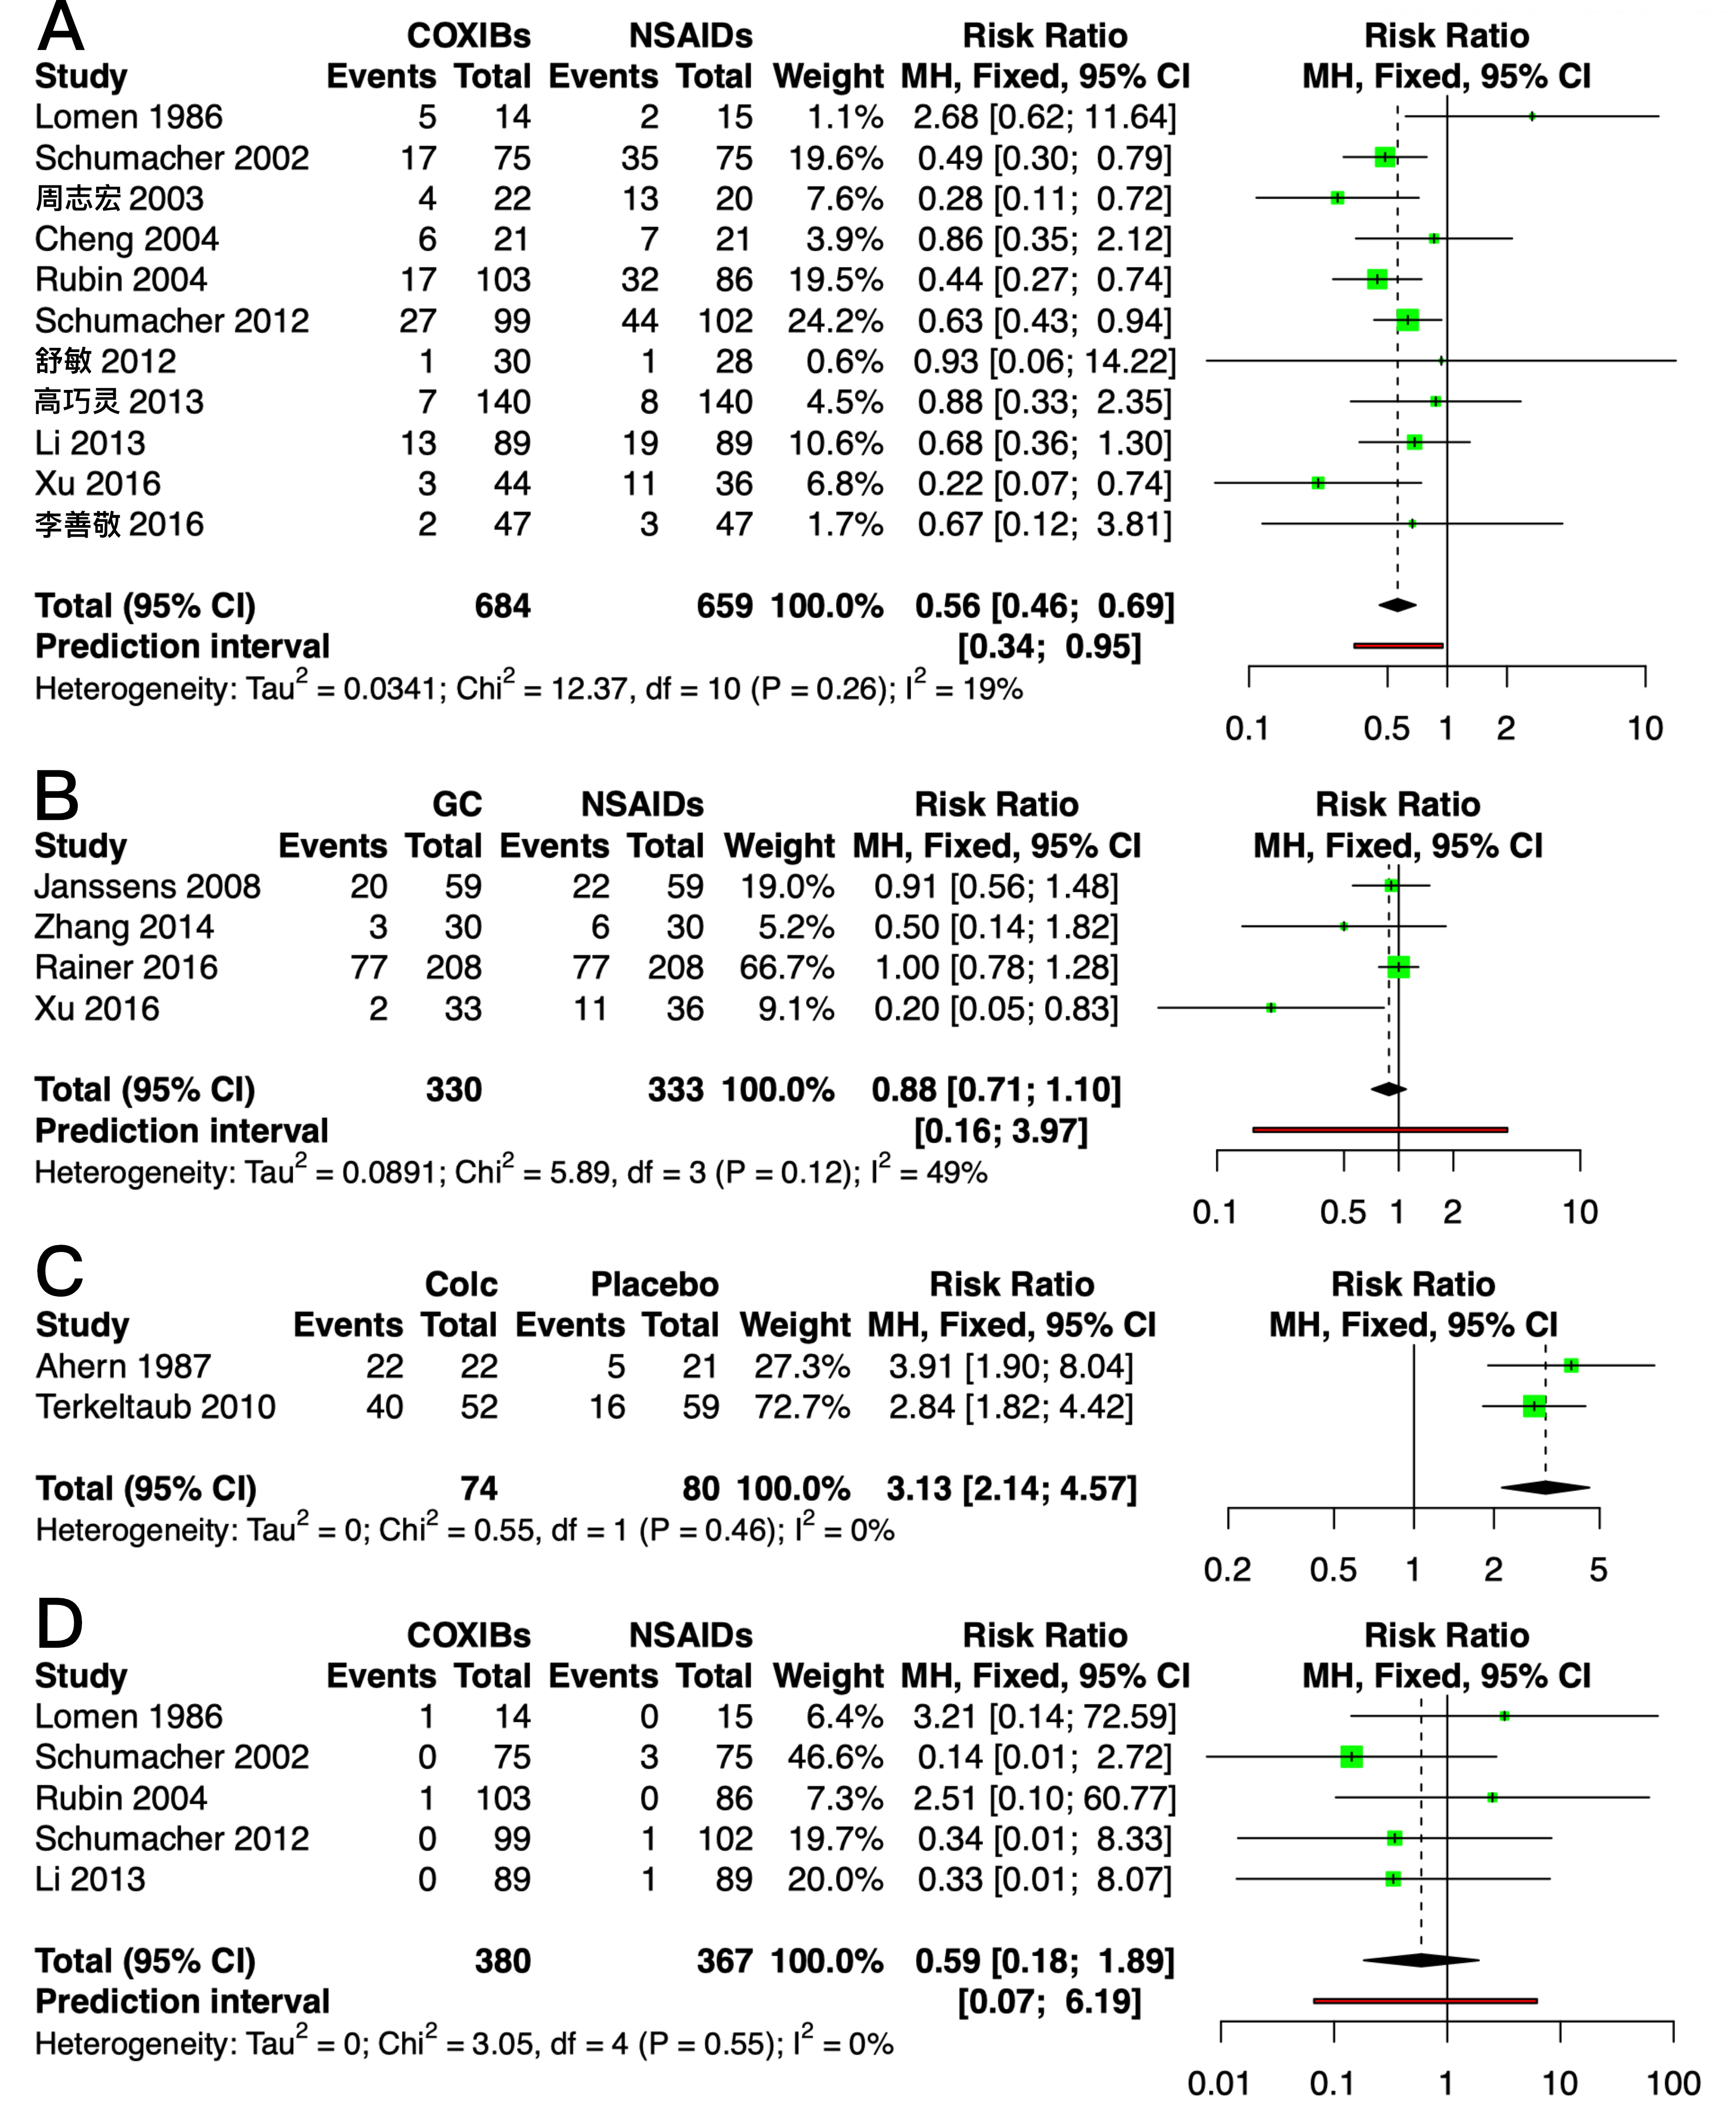 A
COXIBs NSAIDs Risk Ratio Risk Ratio
Study Events Total Events Total Weight MH, Fixed, 95% CI MH, Fixed, 95% CI
Lomen 1986 5 14 2 15 1.1% 2.68 [0.62; 11.64]
Schumacher 2002 17 75 35 75 19.6% 0.49 [0.30; 0.79]
周志宏 2003 4 22 13 20 7.6% 0.28 [0.11; 0.72]
Cheng 2004 6 21 7 21 3.9% 0.86 [0.35; 2.12]
Rubin 2004 17 103 32 86 19.5% 0.44 [0.27; 0.74]
Schumacher 2012 27 99 44 102 24.2% 0.63 [0.43; 0.94]
舒敏 2012 1 30 1 28 0.6% 0.93 [0.06; 14.22]
高巧灵 2013 7 140 8 140 4.5% 0.88 [0.33; 2.35]
Li 2013 13 89 19 89 10.6% 0.68 [0.36; 1.30]
Xu 2016 3 44 11 36 6.8% 0.22 [0.07; 0.74]
李善敬 2016 2 47 3 47 1.7% 0.67 [0.12; 3.81]
Total (95% CI) 684 659 100.0% 0.56 [0.46; 0.69]
Prediction interval [0.34; 0.95]
Heterogeneity: Tau² = 0.0341; Chi² = 12.37, df = 10 (P = 0.26); I² = 19%
0.1 0.5 1 2 10
B
GC NSAIDs Risk Ratio Risk Ratio
Study Events Total Events Total Weight MH, Fixed, 95% CI MH, Fixed, 95% CI
Janssens 2008 20 59 22 59 19.0% 0.91 [0.56; 1.48]
Zhang 2014 3 30 6 30 5.2% 0.50 [0.14; 1.82]
Rainer 2016 77 208 77 208 66.7% 1.00 [0.78; 1.28]
Xu 2016 2 33 11 36 9.1% 0.20 [0.05; 0.83]
Total (95% CI) 330 333 100.0% 0.88 [0.71; 1.10]
Prediction interval [0.16; 3.97]
Heterogeneity: Tau² = 0.0891; Chi² = 5.89, df = 3 (P = 0.12); I² = 49%
0.1 0.5 1 2 10
C
Colc Placebo Risk Ratio Risk Ratio
Study Events Total Events Total Weight MH, Fixed, 95% CI MH, Fixed, 95% CI
Ahern 1987 22 22 5 21 27.3% 3.91 [1.90; 8.04]
Terkeltaub 2010 40 52 16 59 72.7% 2.84 [1.82; 4.42]
Total (95% CI) 74 80 100.0% 3.13 [2.14; 4.57]
Heterogeneity: Tau² = 0; Chi² = 0.55, df = 1 (P = 0.46); I² = 0%
0.2 0.5 1 2 5
D
COXIBs NSAIDs Risk Ratio Risk Ratio
Study Events Total Events Total Weight MH, Fixed, 95% CI MH, Fixed, 95% CI
Lomen 1986 1 14 0 15 6.4% 3.21 [0.14; 72.59]
Schumacher 2002 0 75 3 75 46.6% 0.14 [0.01; 2.72]
Rubin 2004 1 103 0 86 7.3% 2.51 [0.10; 60.77]
Schumacher 2012 0 99 1 102 19.7% 0.34 [0.01; 8.33]
Li 2013 0 89 1 89 20.0% 0.33 [0.01; 8.07]
Total (95% CI) 380 367 100.0% 0.59 [0.18; 1.89]
Prediction interval [0.07; 6.19]
Heterogeneity: Tau² = 0; Chi² = 3.05, df = 4 (P = 0.55); I² = 0%
0.01 0.1 1 10 100